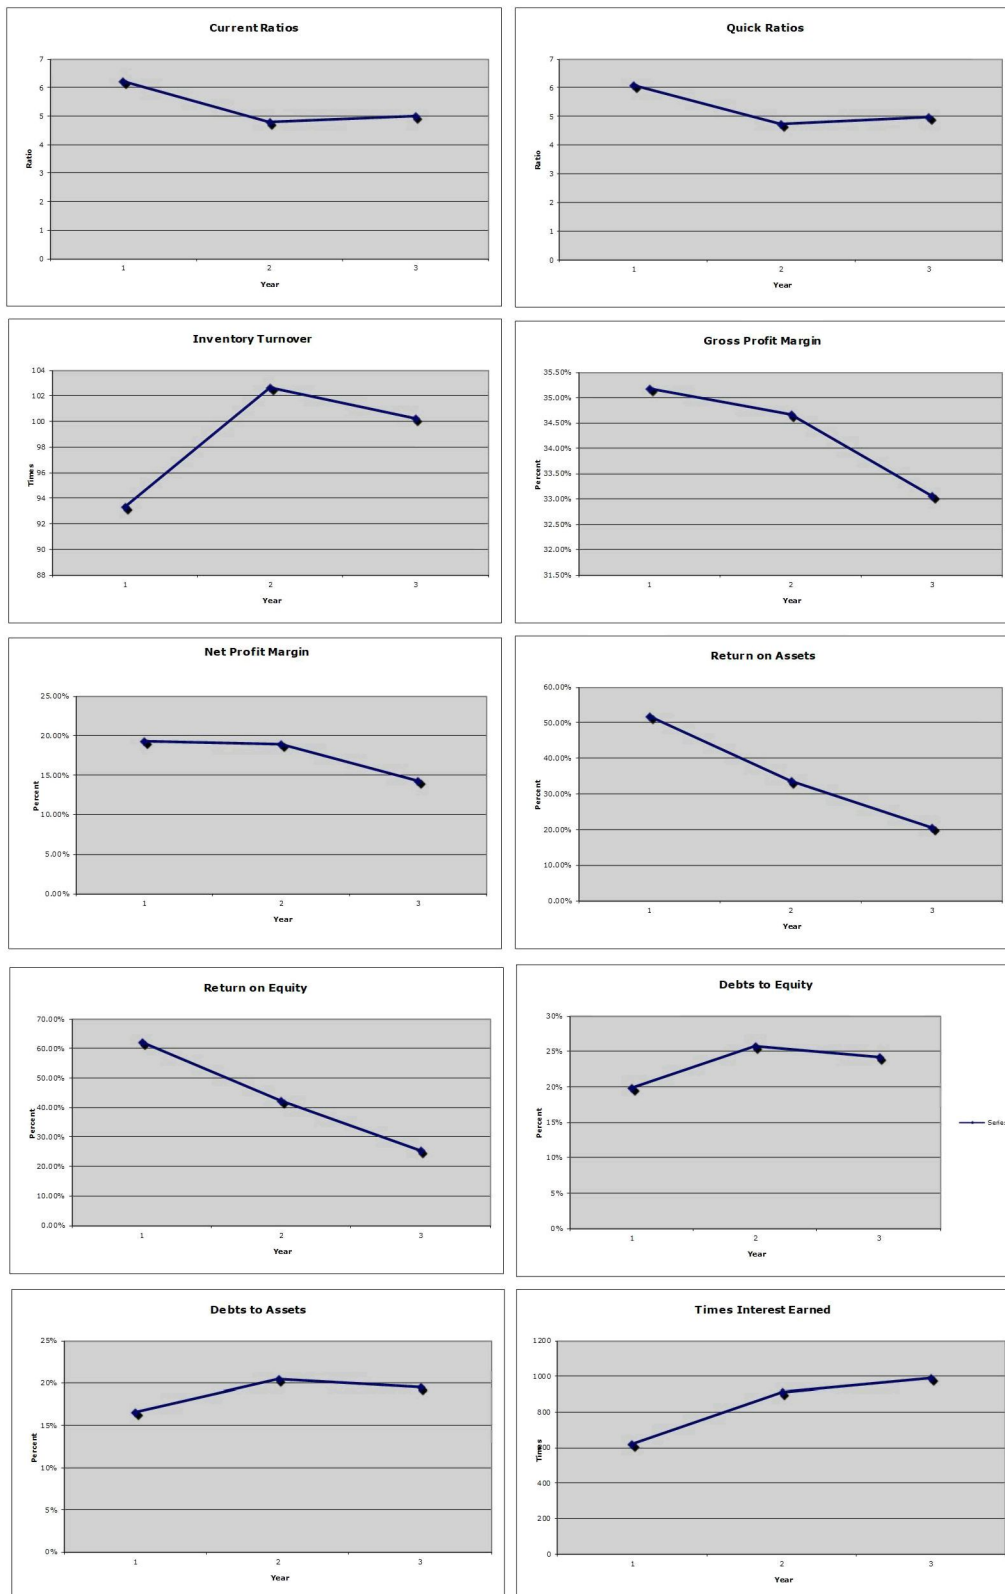 Current Ratios
7
6
5
4
3
2
1
0
Ratio
1 2 3
Year
Quick Ratios
7
6
5
4
3
2
1
0
Ratio
1 2 3
Year
Inventory Turnover
104
102
100
98
96
94
92
90
88
Times
1 2 3
Year
Gross Profit Margin
35.50%
35.00%
34.50%
34.00%
33.50%
33.00%
32.50%
32.00%
31.50%
Percent
1 2 3
Year
Net Profit Margin
25.00%
20.00%
15.00%
10.00%
5.00%
0.00%
Percent
1 2 3
Year
Return on Assets
60.00%
50.00%
40.00%
30.00%
20.00%
10.00%
0.00%
Percent
1 2 3
Year
Return on Equity
70.00%
60.00%
50.00%
40.00%
30.00%
20.00%
10.00%
0.00%
Percent
1 2 3
Year
Debts to Equity
30%
25%
20%
15%
10%
5%
0%
Percent
1 2 3
Year
Series
Debts to Assets
25%
20%
15%
10%
5%
0%
Percent
1 2 3
Year
Times Interest Earned
1200
1000
800
600
400
200
0
Times
1 2 3
Year